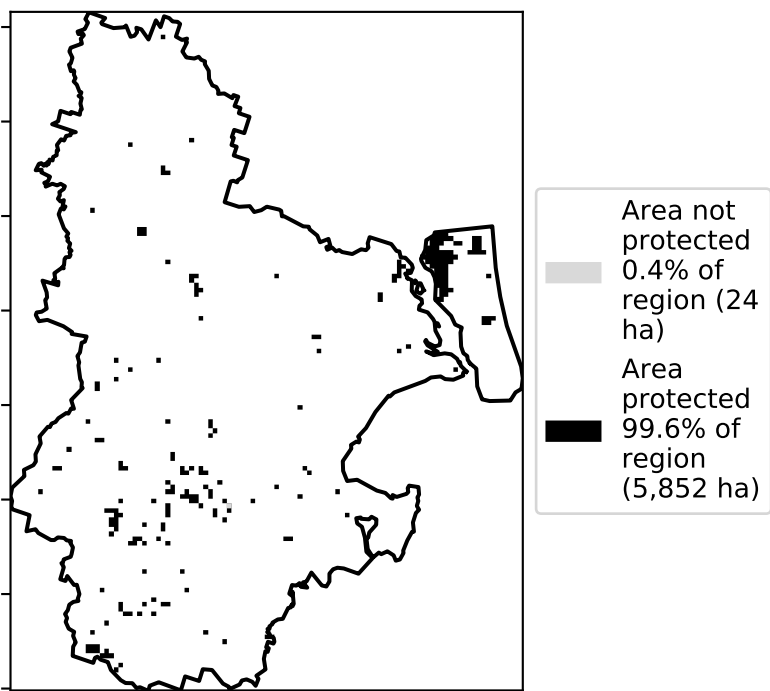 Area not
protected
0.4% of
region (24
ha)
Area
protected
99.6% of
region
(5,852 ha)